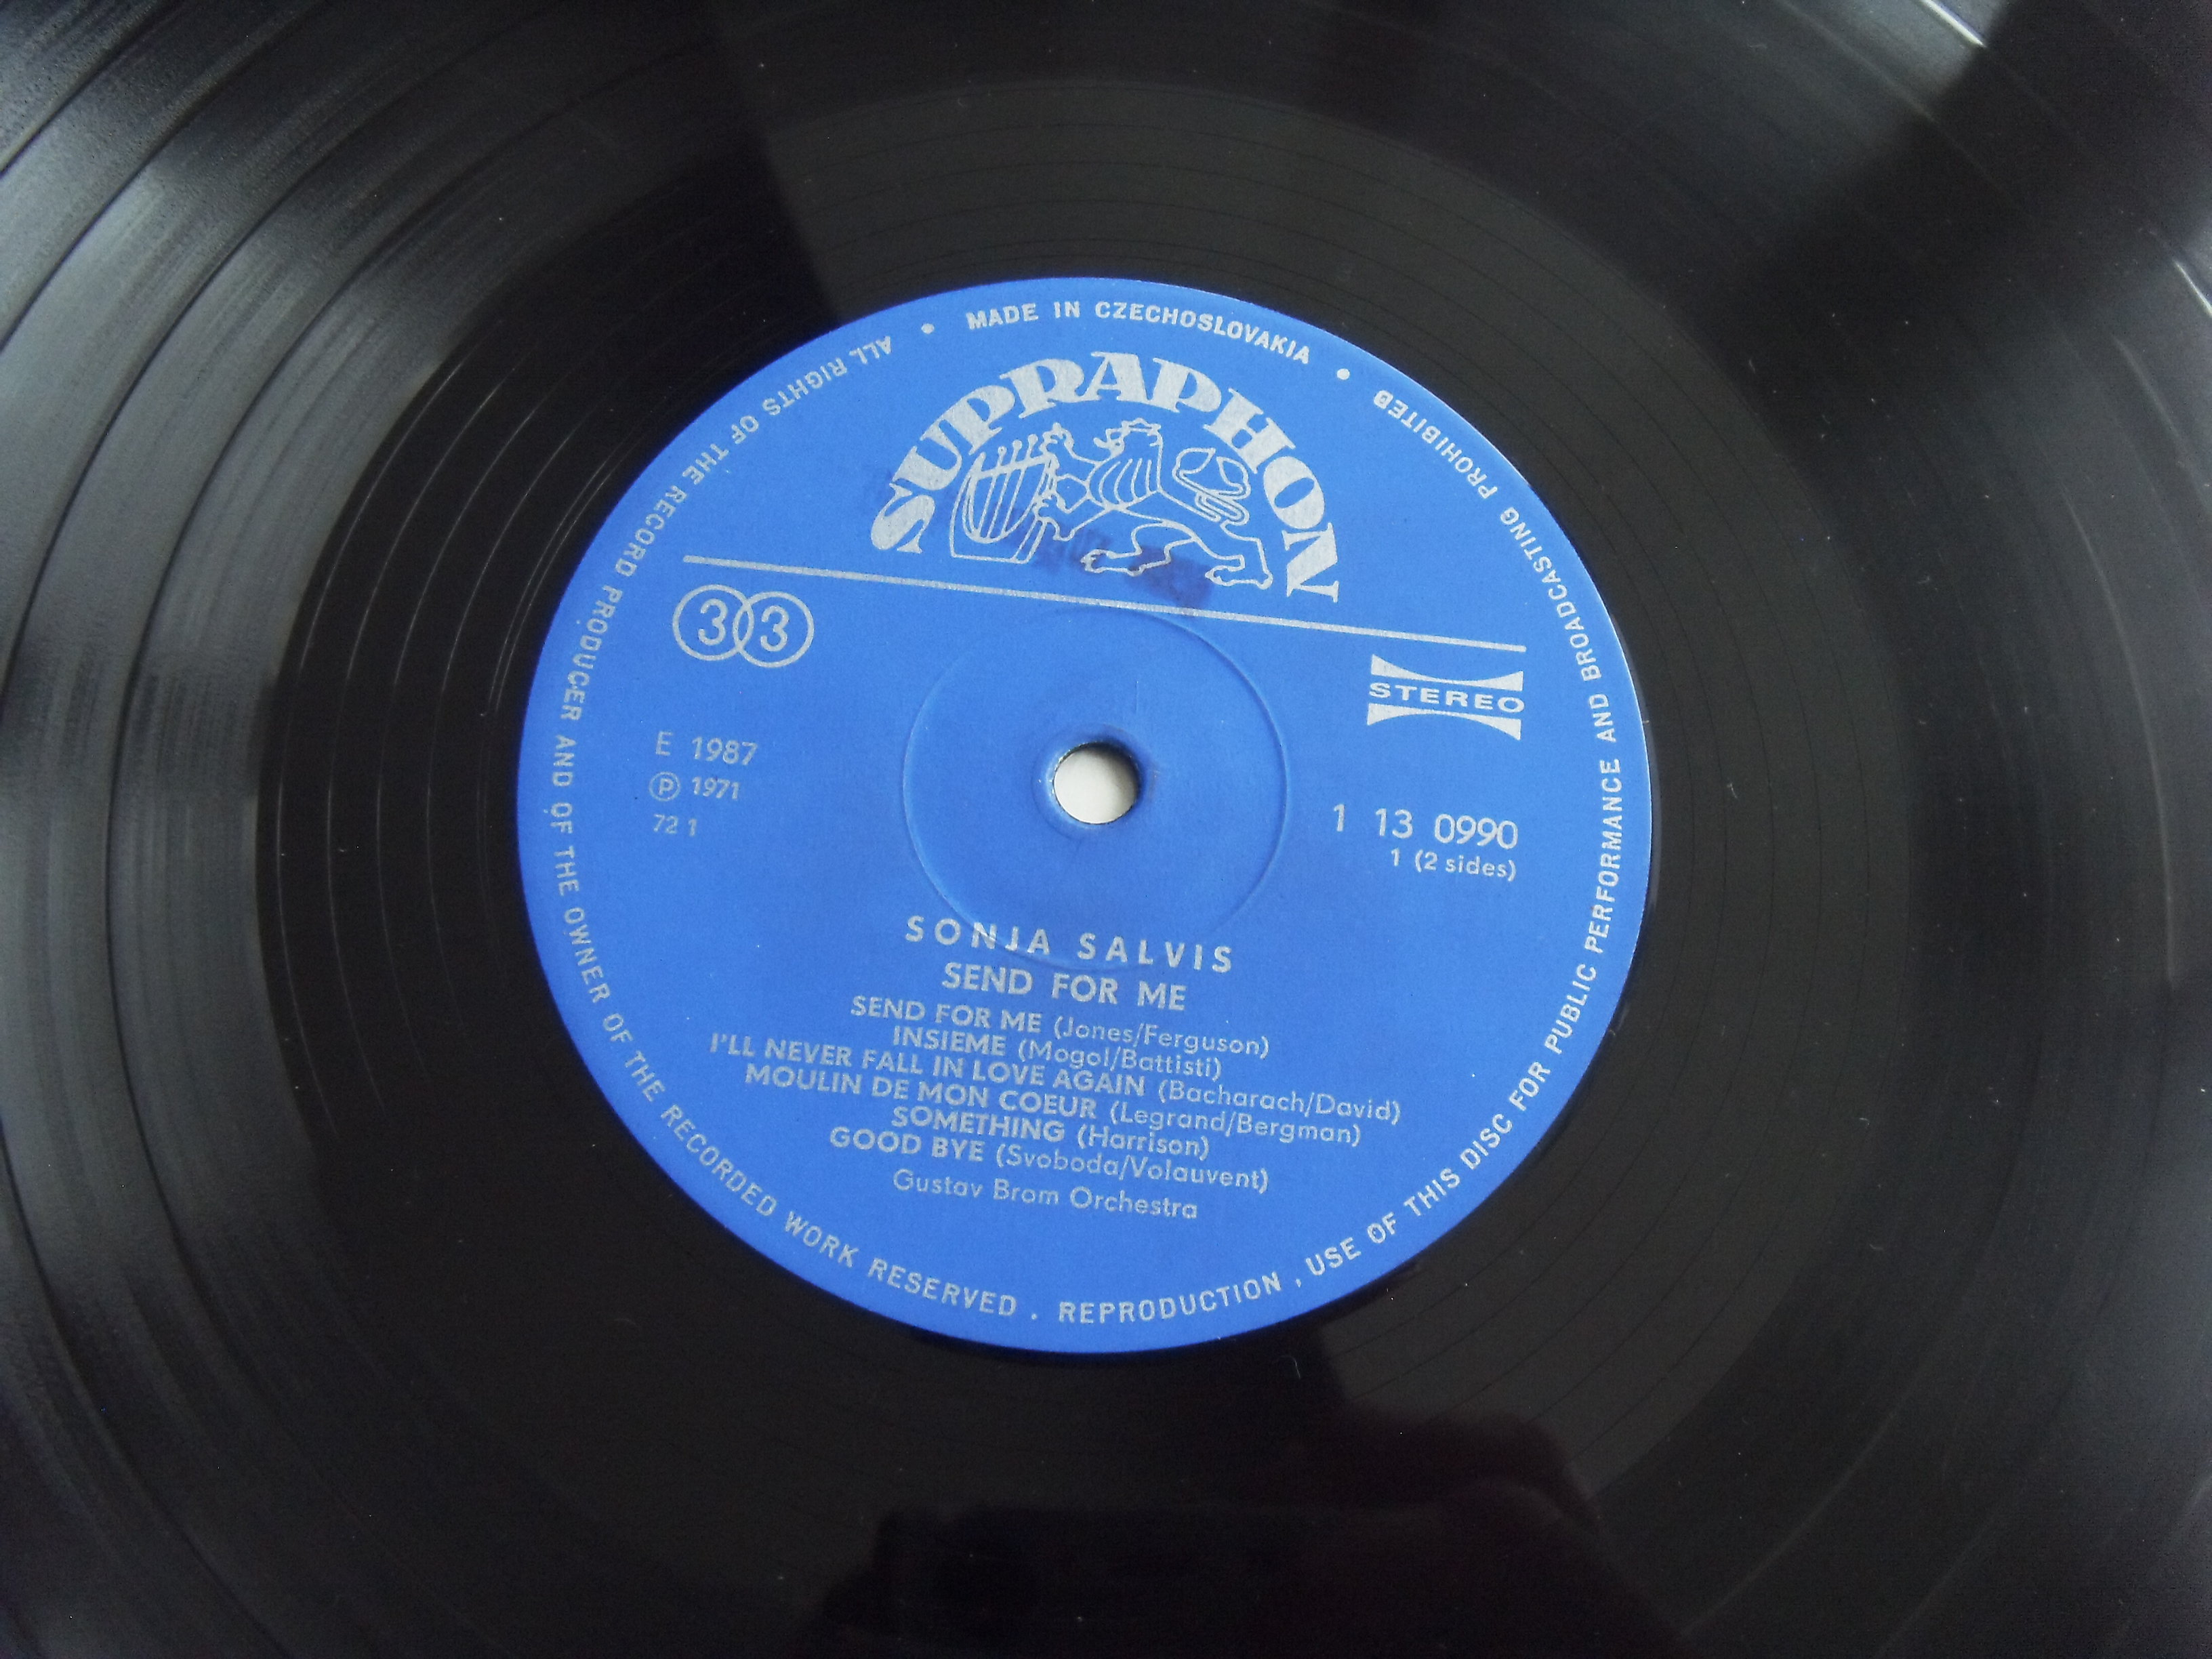 MADE IN CZECHOSLOVAKIA
SUPRAPHON
33
STEREO
E 1987
Ⓟ 1971
72 1
1 13 0990
1 (2 sides)
SONJA SALVIS
SEND FOR ME
SEND FOR ME (Jones/Ferguson)
INSIEME (Mogol/Battisti)
I'LL NEVER FALL IN LOVE AGAIN (Bacharach/David)
MOULIN DE MON COEUR (Legrand/Bergman)
SOMETHING (Harrison)
GOOD BYE (Svoboda/Volauvent)
Gustav Brom Orchestra
ALL RIGHTS OF THE RECORD PRODUCER AND OF THE OWNER OF THE RECORDED WORK RESERVED . REPRODUCTION , USE OF THIS DISC FOR PUBLIC PERFORMANCE AND BROADCASTING PROHIBITED